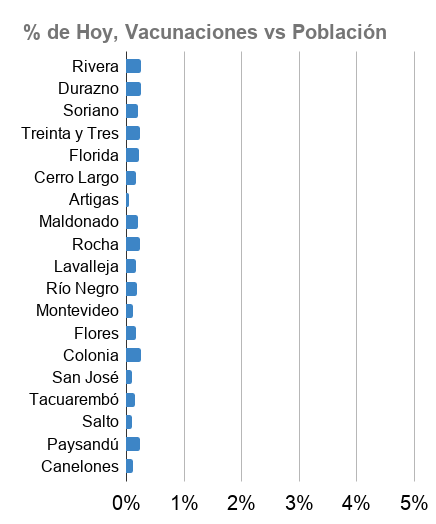 % de Hoy, Vacunaciones vs Población
Rivera
Durazno
Soriano
Treinta y Tres
Florida
Cerro Largo
Artigas
Maldonado
Rocha
Lavalleja
Río Negro
Montevideo
Flores
Colonia
San José
Tacuarembó
Salto
Paysandú
Canelones
0% 1% 2% 3% 4% 5%